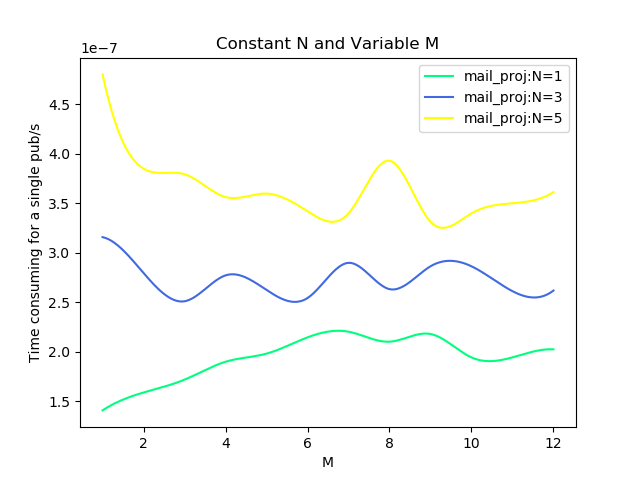 Constant N and Variable M
1e−7
mail_proj:N=1
mail_proj:N=3
mail_proj:N=5
Time consuming for a single pub/s
4.5
4.0
3.5
3.0
2.5
2.0
1.5
2 4 6 8 10 12
M